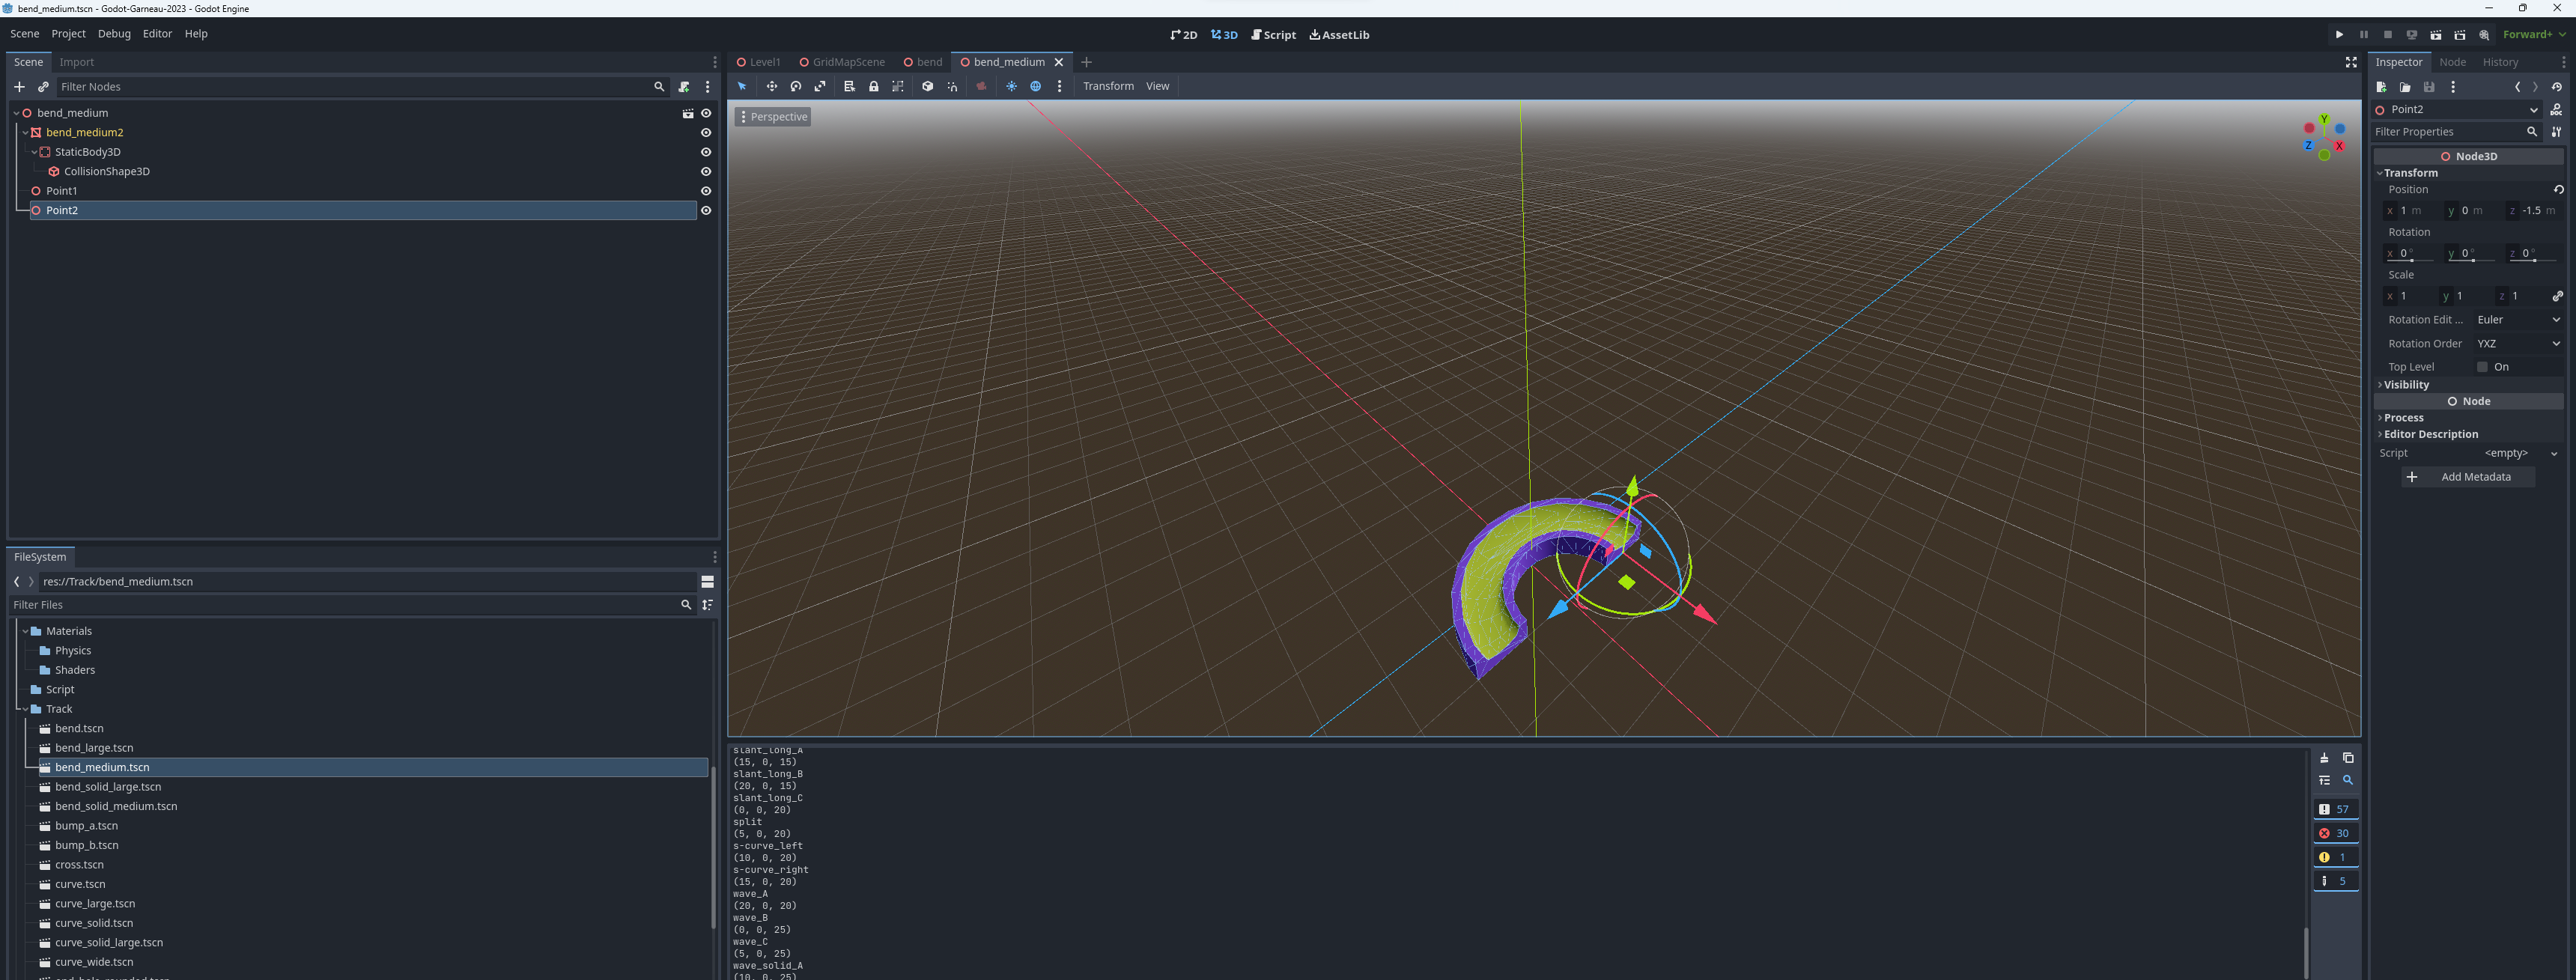 bend_medium.tscn - Godot-Garneau-2023 - Godot Engine
Scene Project Debug Editor Help
2D 3D Script AssetLib
Forward+
Scene Import
Filter Nodes
bend_medium
bend_medium2
StaticBody3D
CollisionShape3D
Point1
Point2
FileSystem
res://Track/bend_medium.tscn
Filter Files
Materials
Physics
Shaders
Script
Track
bend.tscn
bend_large.tscn
bend_medium.tscn
bend_solid_large.tscn
bend_solid_medium.tscn
bump_a.tscn
bump_b.tscn
cross.tscn
curve.tscn
curve_large.tscn
curve_solid.tscn
curve_solid_large.tscn
curve_wide.tscn
Level1 GridMapScene bend bend_medium
Transform View
Perspective
Y
Z X
slant_long_A
(15, 0, 15)
slant_long_B
(20, 0, 15)
slant_long_C
(0, 0, 20)
split
(5, 0, 20)
s-curve_left
(10, 0, 20)
s-curve_right
(15, 0, 20)
wave_A
(20, 0, 20)
wave_B
(0, 0, 25)
wave_C
(5, 0, 25)
wave_solid_A
(10, 0, 25)
57
30
1
5
Inspector Node History
Point2
DOC
Filter Properties
Node3D
Transform
Position
x 1 m y 0 m z -1.5 m
Rotation
x 0 ° y 0 ° z 0 °
Scale
x 1 y 1 z 1
Rotation Edit ... Euler
Rotation Order YXZ
Top Level On
Visibility
Node
Process
Editor Description
Script <empty>
Add Metadata